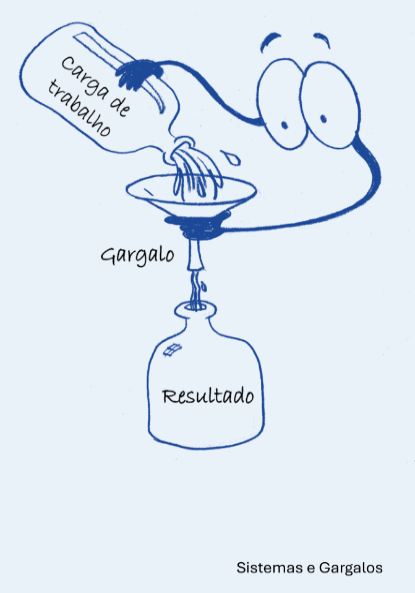 Carga de
trabalho
Gargalo
Resultado
Sistemas e Gargalos